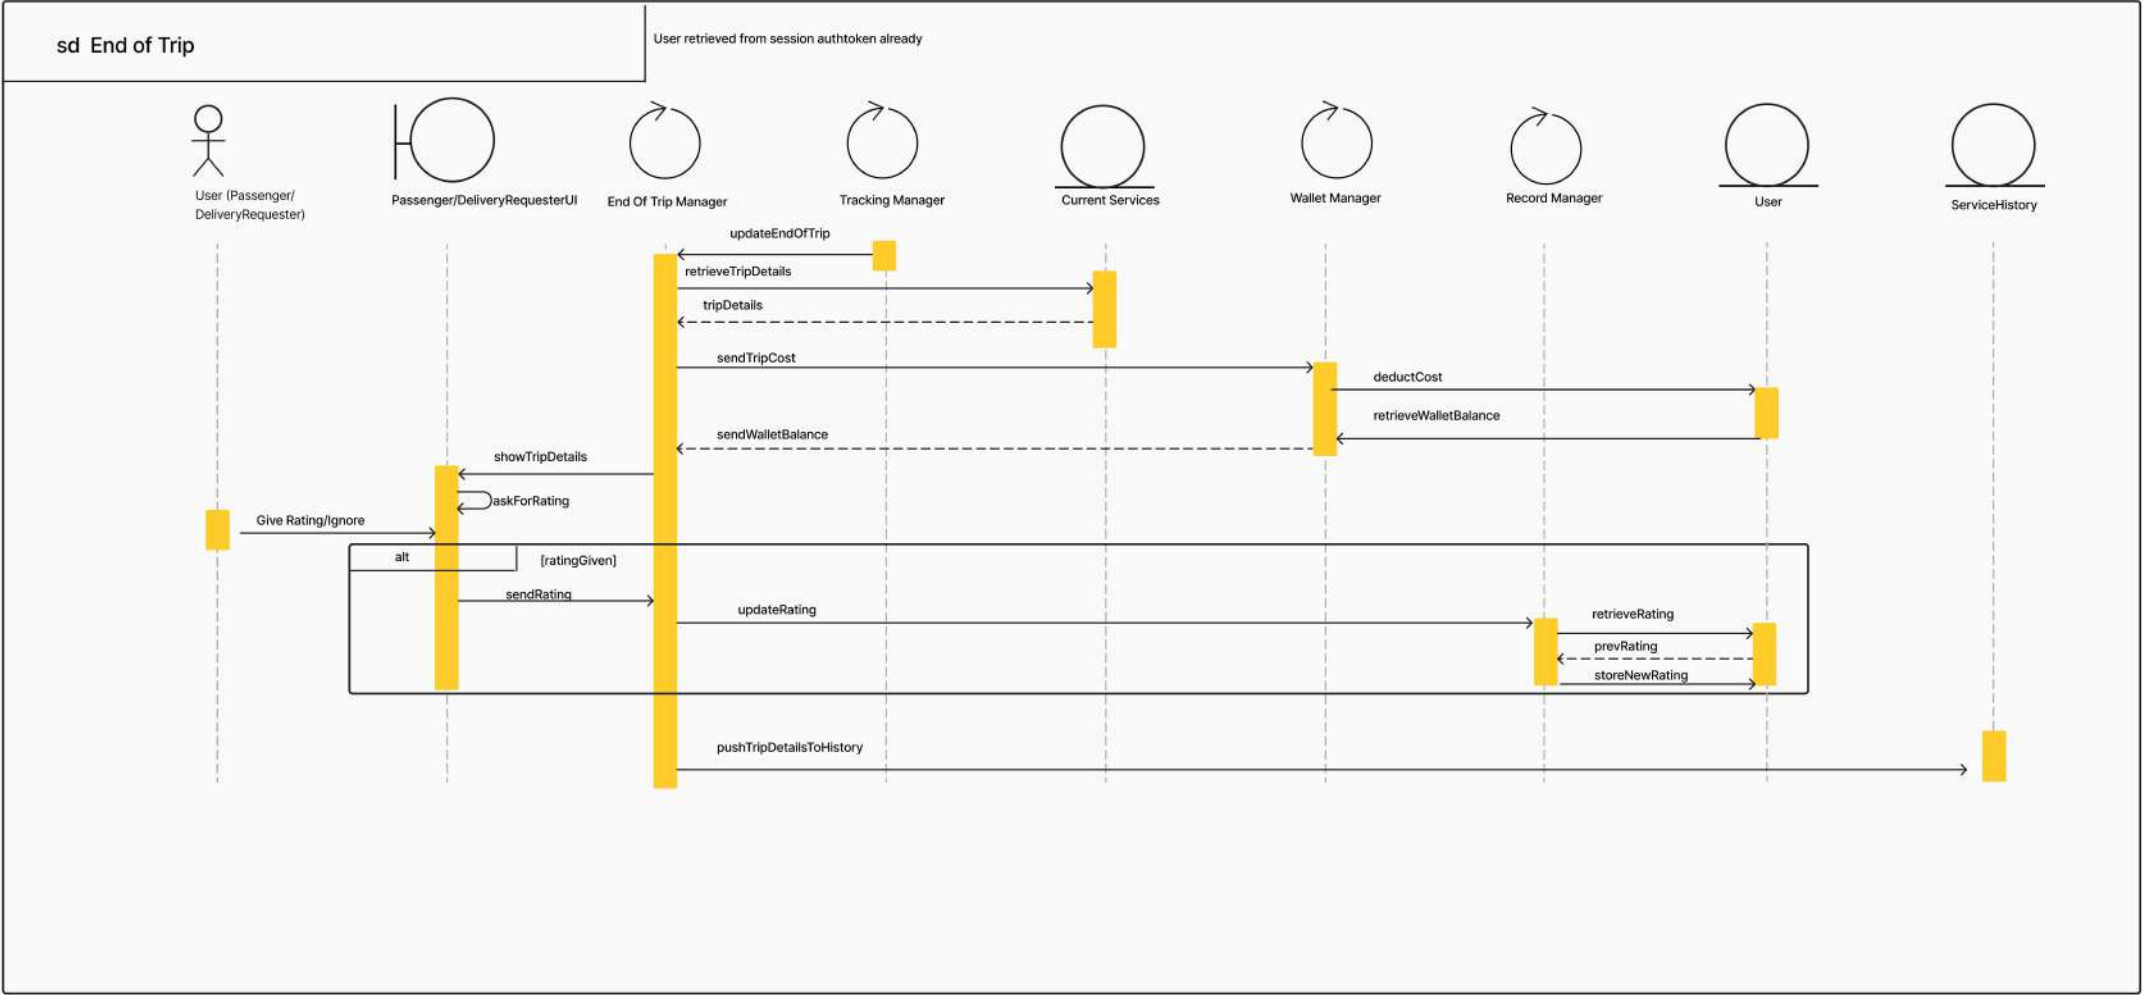 sd End of Trip
User retrieved from session authtoken already
User (Passenger/
DeliveryRequester)
Passenger/DeliveryRequesterUI
End Of Trip Manager
Tracking Manager
Current Services
Wallet Manager
Record Manager
User
ServiceHistory
updateEndOfTrip
retrieveTripDetails
tripDetails
sendTripCost
deductCost
retrieveWalletBalance
sendWalletBalance
showTripDetails
askForRating
Give Rating/Ignore
alt
[ratingGiven]
sendRating
updateRating
retrieveRating
prevRating
storeNewRating
pushTripDetailsToHistory